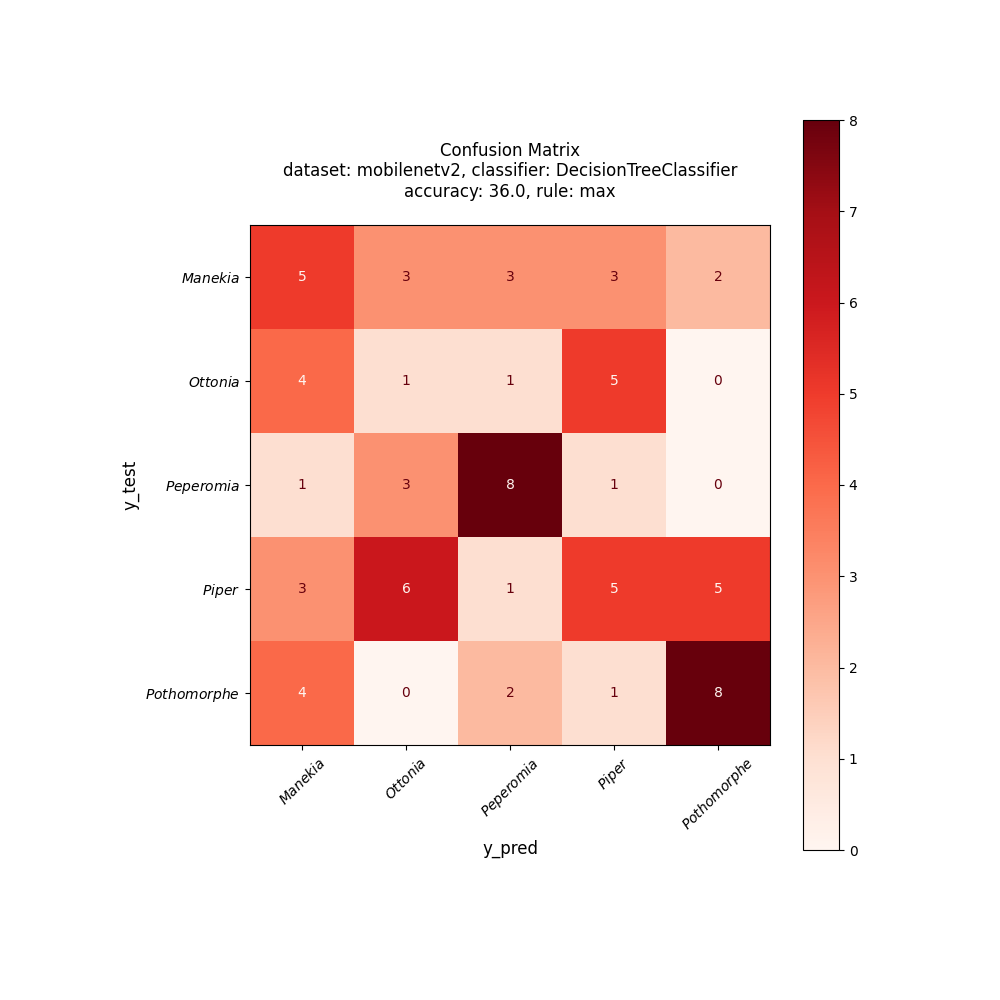 Confusion Matrix
dataset: mobilenetv2, classifier: DecisionTreeClassifier
accuracy: 36.0, rule: max
y_test
Manekia 5 3 3 3 2
Ottonia 4 1 1 5 0
Peperomia 1 3 8 1 0
Piper 3 6 1 5 5
Pothomorphe 4 0 2 1 8
Manekia Ottonia Peperomia Piper Pothomorphe
y_pred
8
7
6
5
4
3
2
1
0